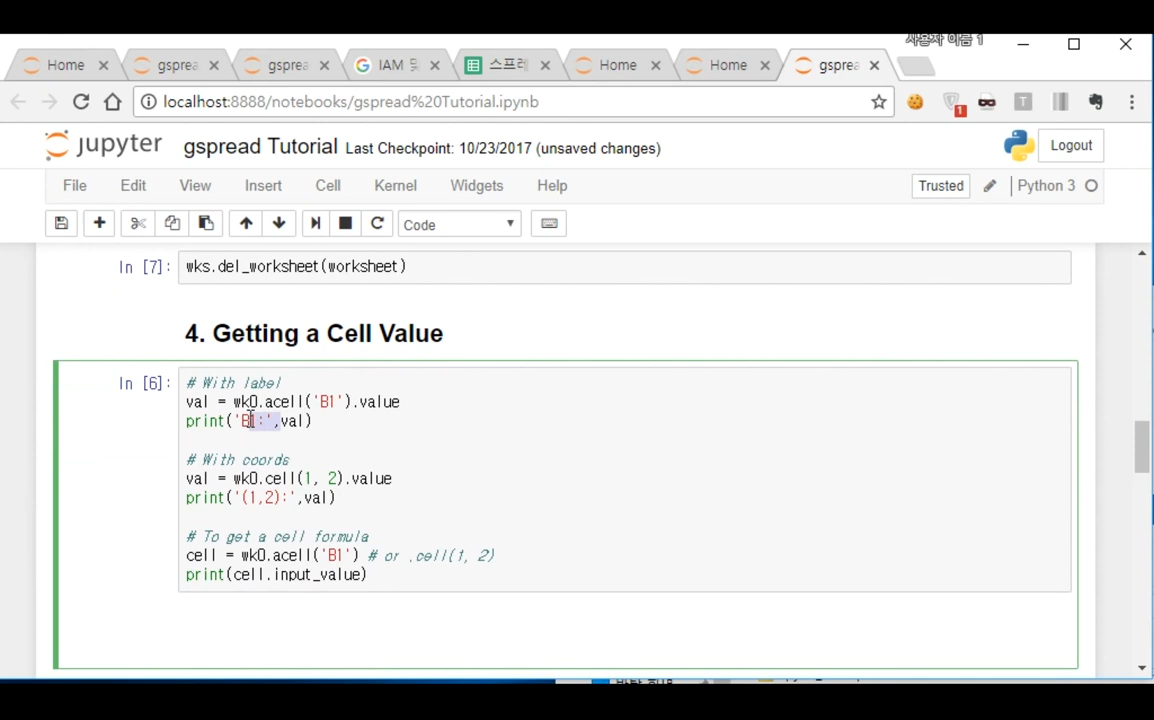 사용자 이름 1
Home
gsprea
gsprea
IAM 및
스프레
Home
Home
gsprea
localhost:8888/notebooks/gspread%20Tutorial.ipynb
1
T
jupyter gspread Tutorial Last Checkpoint: 10/23/2017 (unsaved changes)
Logout
File Edit View Insert Cell Kernel Widgets Help
Trusted
Python 3
Code
In [7]: wks.del_worksheet(worksheet)
4. Getting a Cell Value
In [6]: # With label
val = wk0.acell('B1').value
print('B1:',val)
# With coords
val = wk0.cell(1, 2).value
print('(1,2):',val)
# To get a cell formula
cell = wk0.acell('B1') # or .cell(1, 2)
print(cell.input_value)